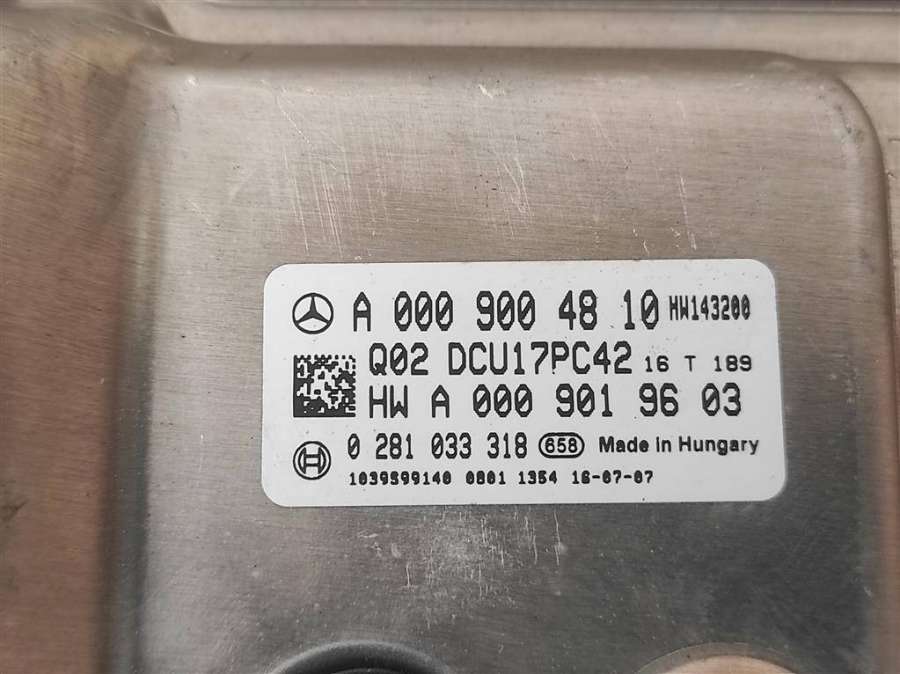 A 000 900 48 10 HW143200
Q02 DCU17PC42 16 T 189
HW A 000 901 96 03
0 281 033 318 658 Made in Hungary
1039S99140 0801 1354 16-07-07